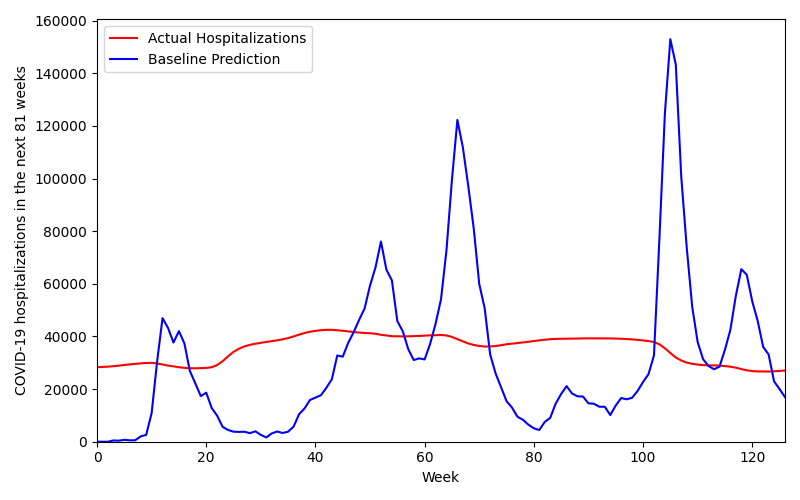 160000
140000
120000
100000
80000
60000
40000
20000
0
COVID-19 hospitalizations in the next 81 weeks
Actual Hospitalizations
Baseline Prediction
0 20 40 60 80 100 120
Week